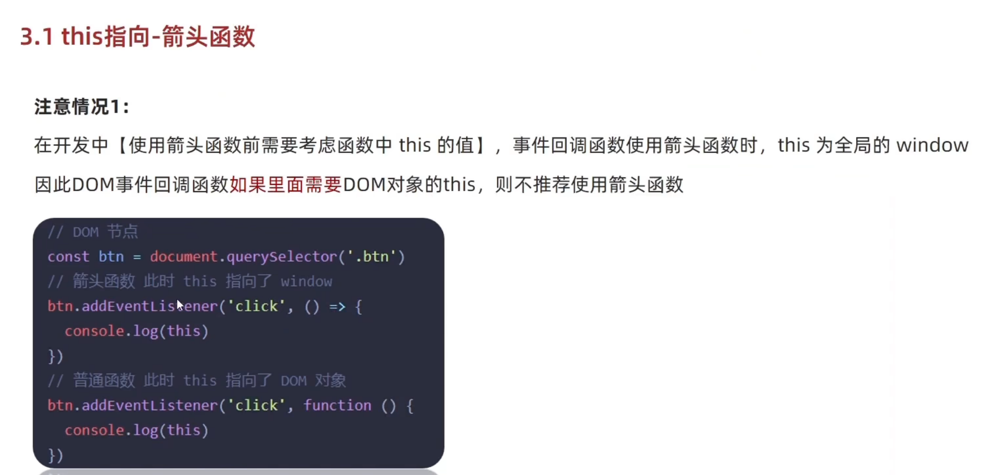 3.1 this指向-箭头函数
注意情况1：
在开发中【使用箭头函数前需要考虑函数中 this 的值】，事件回调函数使用箭头函数时，this 为全局的 window
因此DOM事件回调函数如果里面需要DOM对象的this，则不推荐使用箭头函数
// DOM 节点
const btn = document.querySelector('.btn')
// 箭头函数 此时 this 指向了 window
btn.addEventListener('click', () => {
  console.log(this)
})
// 普通函数 此时 this 指向了 DOM 对象
btn.addEventListener('click', function () {
  console.log(this)
})